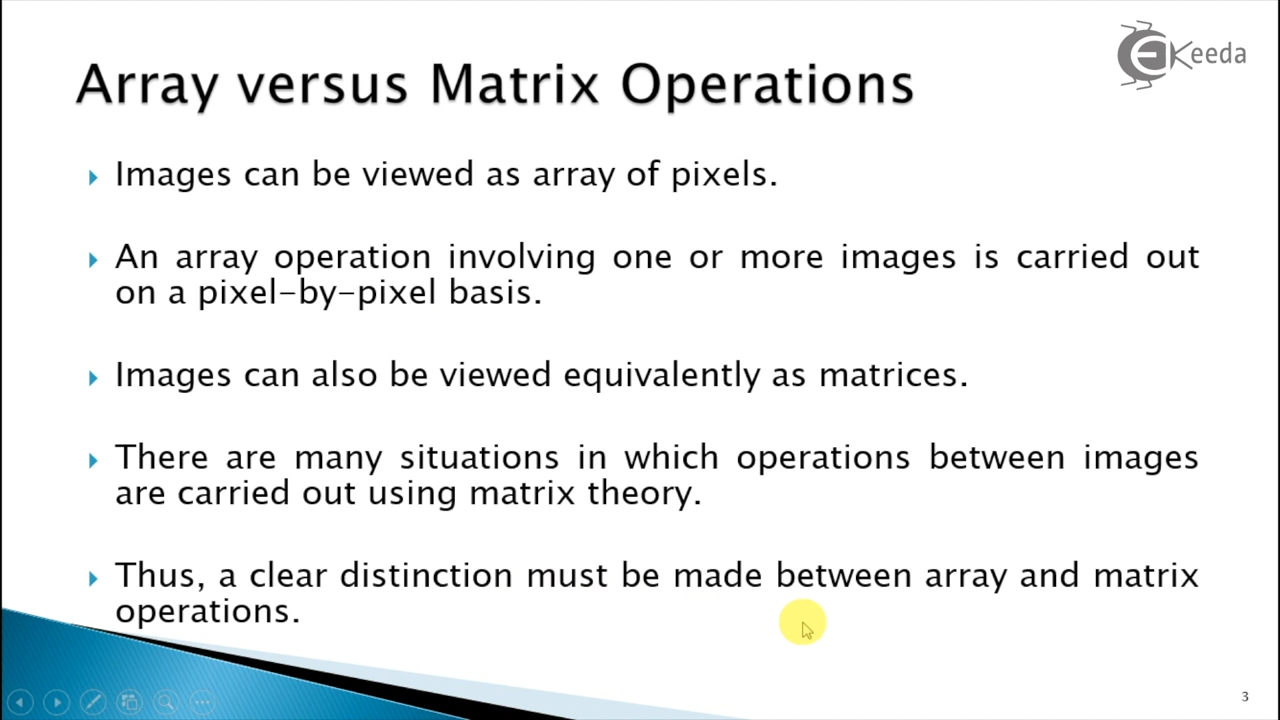 Keeda
Array versus Matrix Operations
Images can be viewed as array of pixels.
An array operation involving one or more images is carried out
on a pixel-by-pixel basis.
Images can also be viewed equivalently as matrices.
There are many situations in which operations between images
are carried out using matrix theory.
Thus, a clear distinction must be made between array and matrix
operations.
3